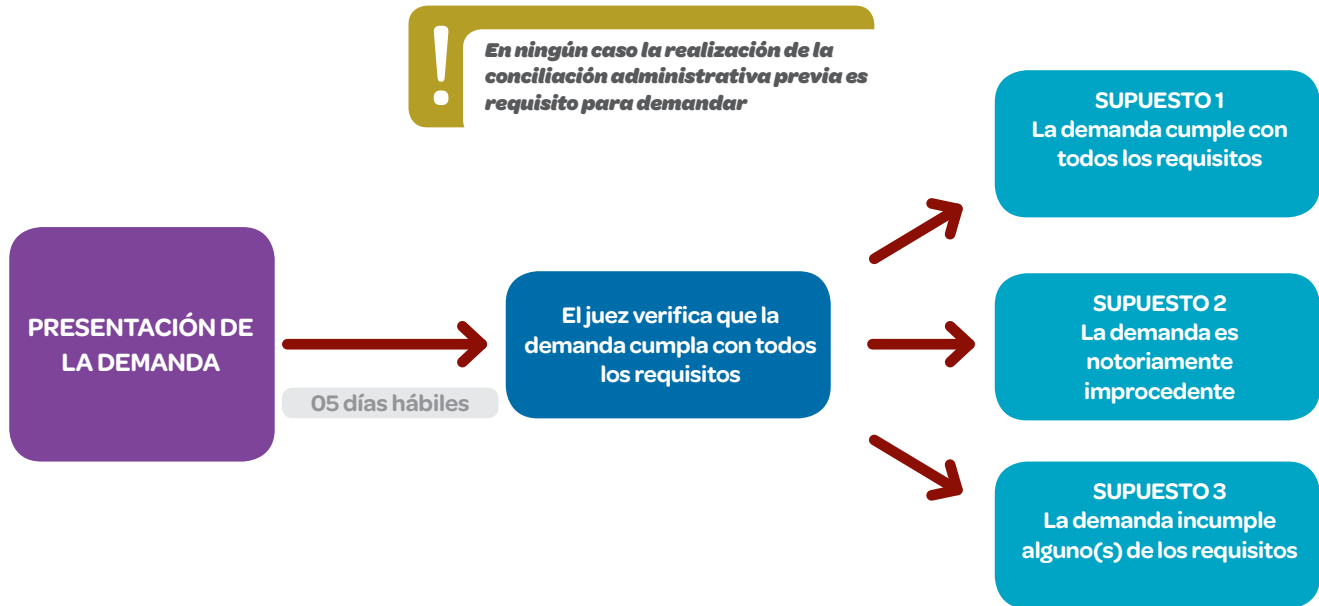 !
En ningún caso la realización de la
conciliación administrativa previa es
requisito para demandar
PRESENTACIÓN DE
LA DEMANDA
05 días hábiles
El juez verifica que la
demanda cumpla con todos
los requisitos
SUPUESTO 1
La demanda cumple con
todos los requisitos
SUPUESTO 2
La demanda es
notoriamente
improcedente
SUPUESTO 3
La demanda incumple
alguno(s) de los requisitos